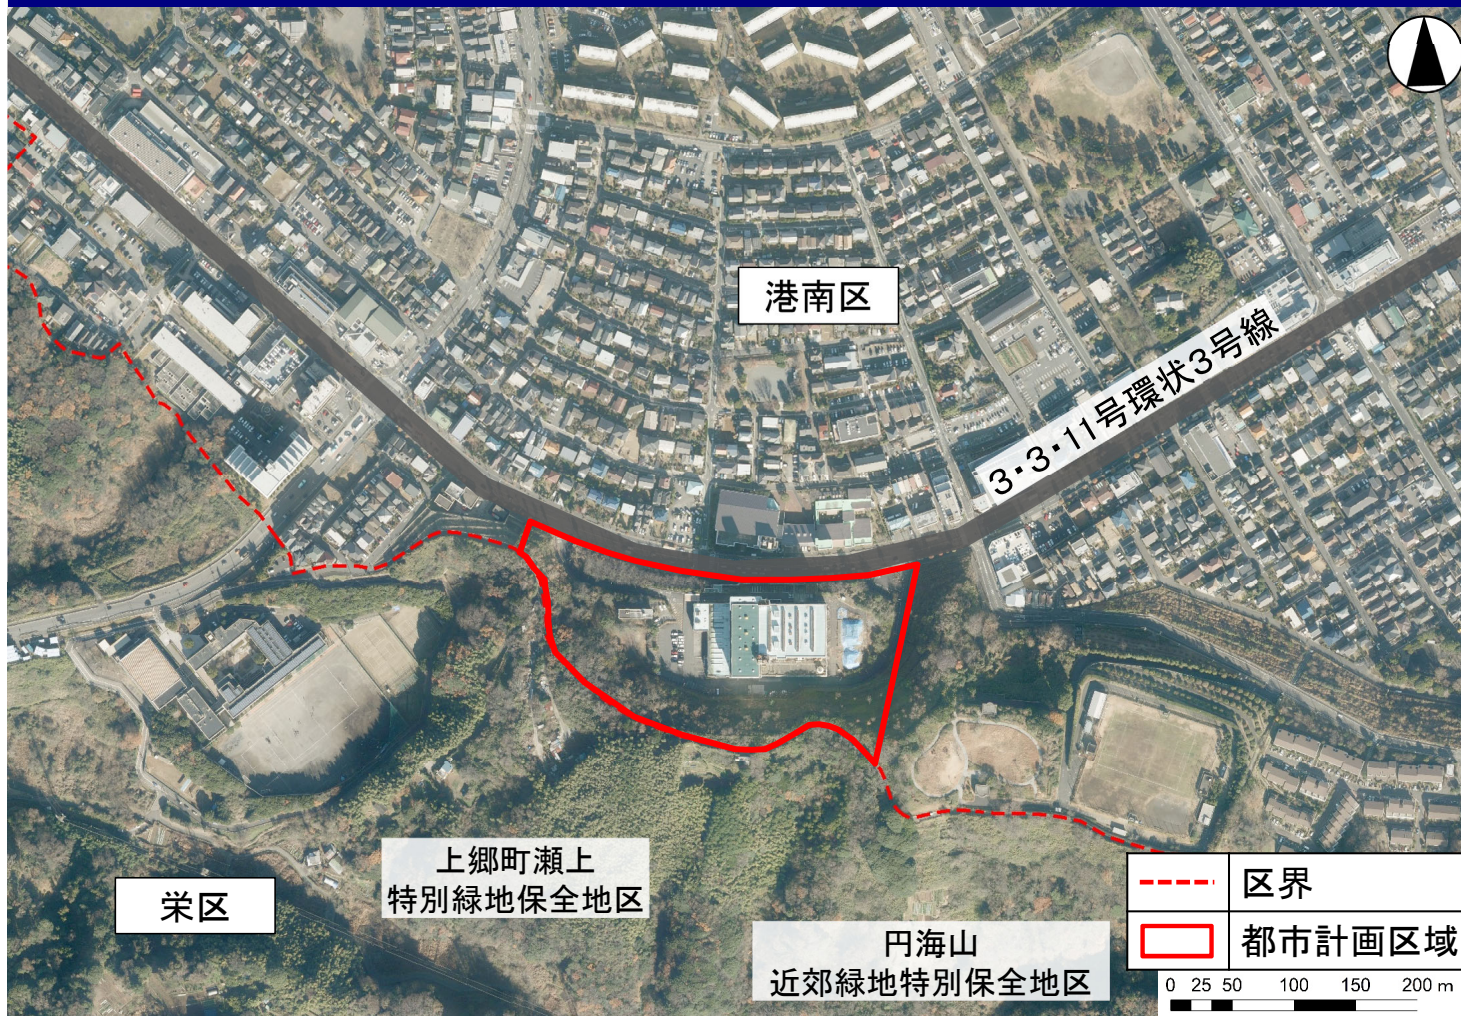 港南区
3・3・11号環状3号線
上郷町瀬上
特別緑地保全地区
栄区
円海山
近郊緑地特別保全地区
区界
都市計画区域
0 25 50 100 150 200 m